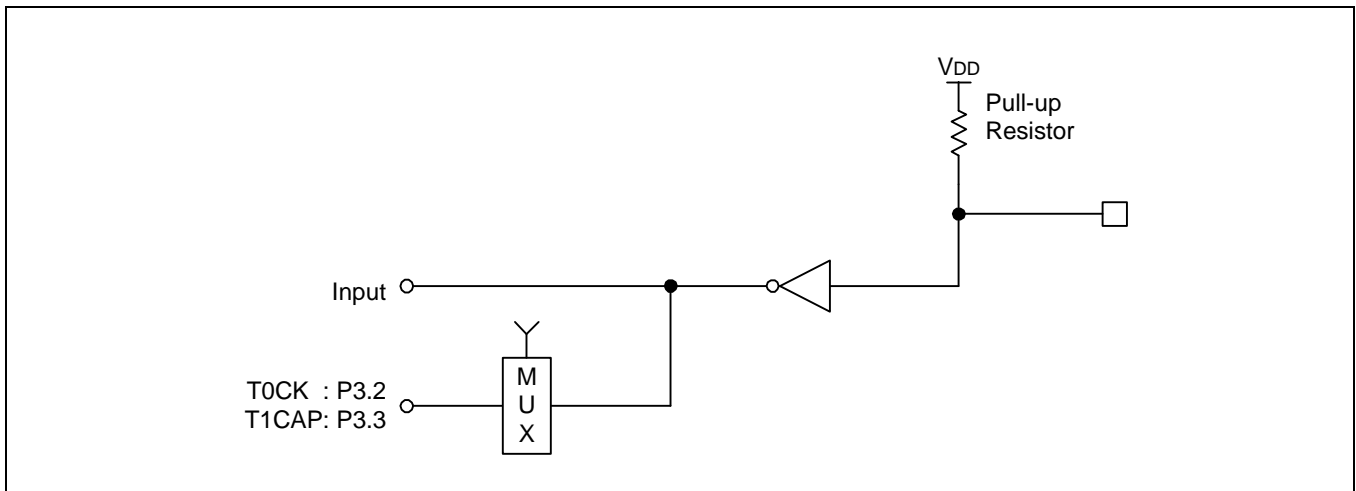 VDD
Pull-up
Resistor
Input
T0CK : P3.2
T1CAP: P3.3
M
U
X